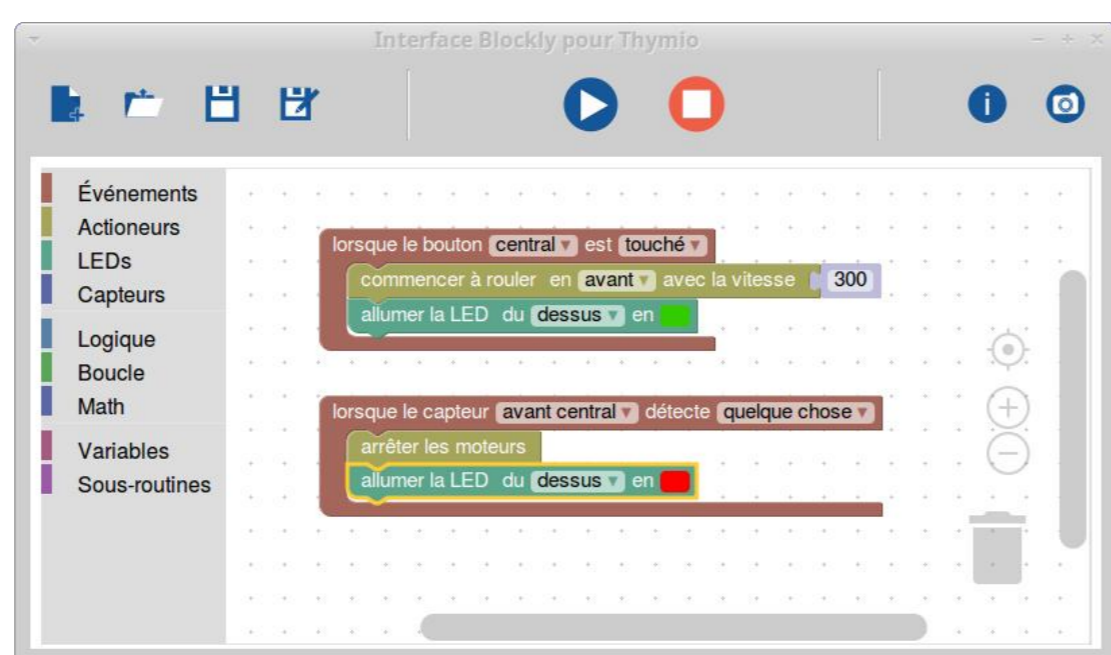 Interface Blockly pour Thymio
Événements
Actioneurs
LEDs
Capteurs
Logique
Boucle
Math
Variables
Sous-routines
lorsque le bouton central est touché
commencer à rouler en avant avec la vitesse 300
allumer la LED du dessus en
lorsque le capteur avant central détecte quelque chose
arrêter les moteurs
allumer la LED du dessus en